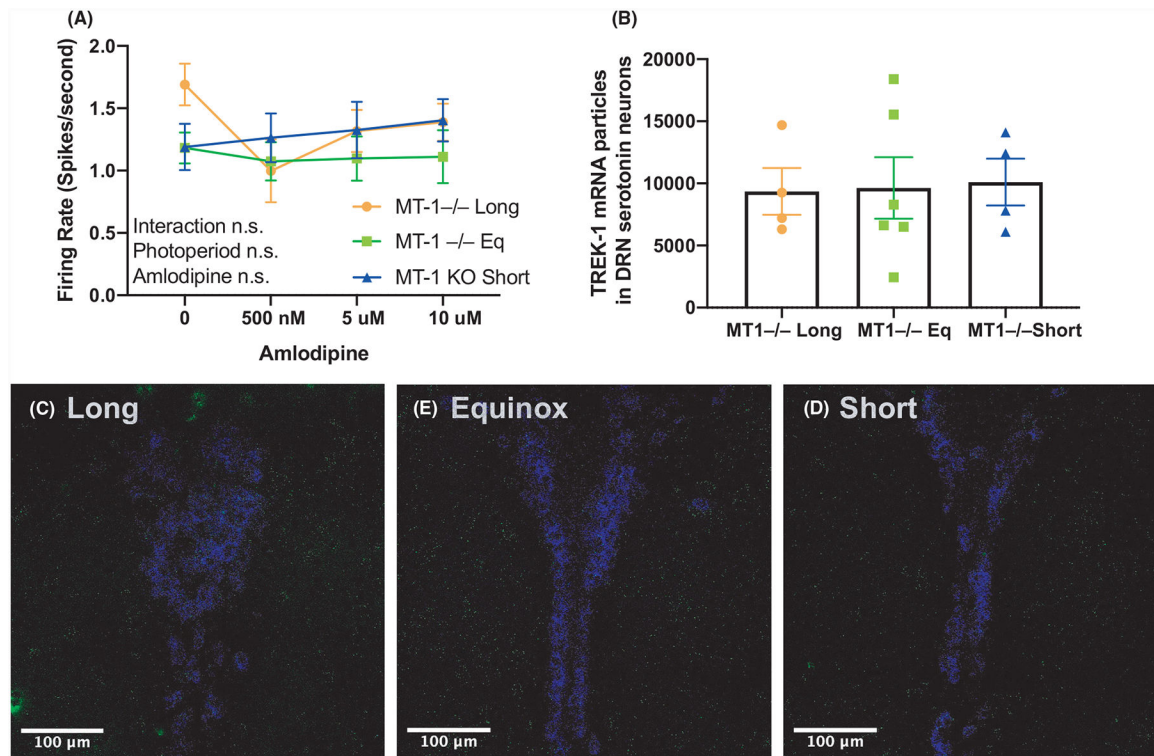 (A)
Firing Rate (Spikes/second)
2.0
1.5
1.0
0.5
0.0
Interaction n.s.
Photoperiod n.s.
Amlodipine n.s.
MT-1–/– Long
MT-1 –/– Eq
MT-1 KO Short
0 500 nM 5 uM 10 uM
Amlodipine
(B)
TREK-1 mRNA particles
in DRN serotonin neurons
20000
15000
10000
5000
0
MT1–/– Long MT1–/– Eq MT1–/–Short
(C) Long
100 µm
(E) Equinox
100 µm
(D) Short
100 µm